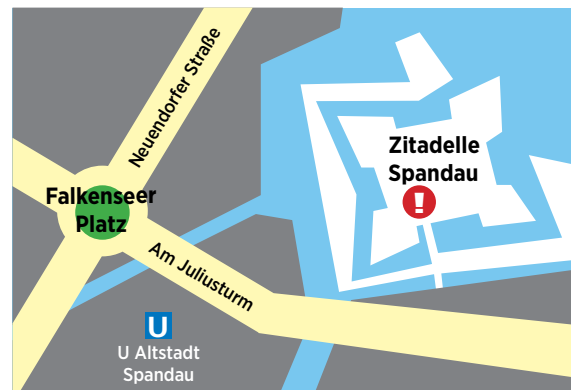 Neuendorfer Straße
Zitadelle
Spandau
!
Falkenseer
Platz
Am Juliusturm
U
U Altstadt
Spandau